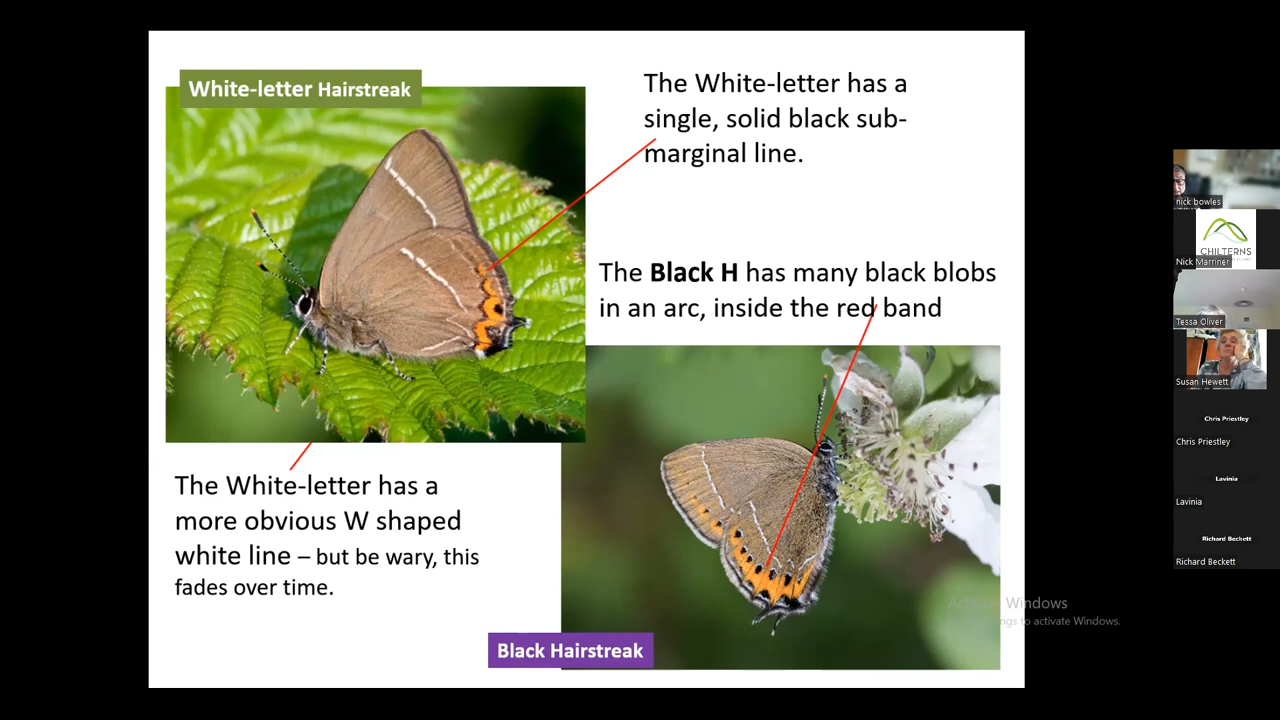 White-letter Hairstreak
The White-letter has a
single, solid black sub-
marginal line.
The Black H has many black blobs
in an arc, inside the red band
The White-letter has a
more obvious W shaped
white line – but be wary, this
fades over time.
Black Hairstreak
Windows
to activate Windows.
nick bowles
CHILTERNS
Nick Marriner
Tessa Oliver
Susan Hewett
Chris Priestley
Chris Priestley
Lavinia
Lavinia
Richard Beckett
Richard Beckett